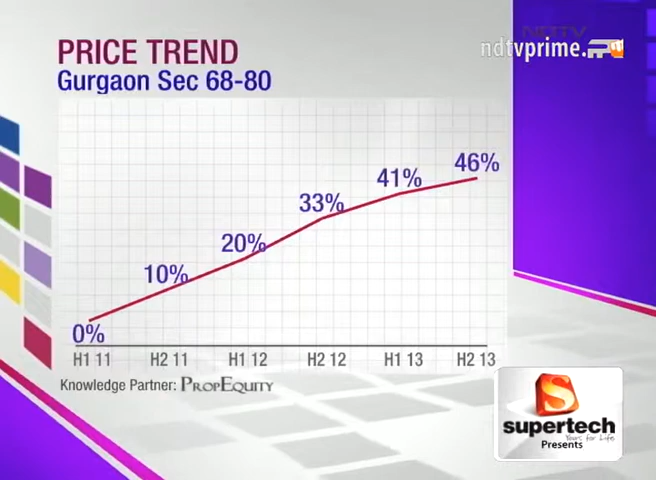 NDTV
ndtvprime.
PRICE TREND
Gurgaon Sec 68-80
46%
41%
33%
20%
10%
0%
H1 11 H2 11 H1 12 H2 12 H1 13 H2 13
Knowledge Partner: PROPEQUITY
S
supertech
Yours for Life
Presents